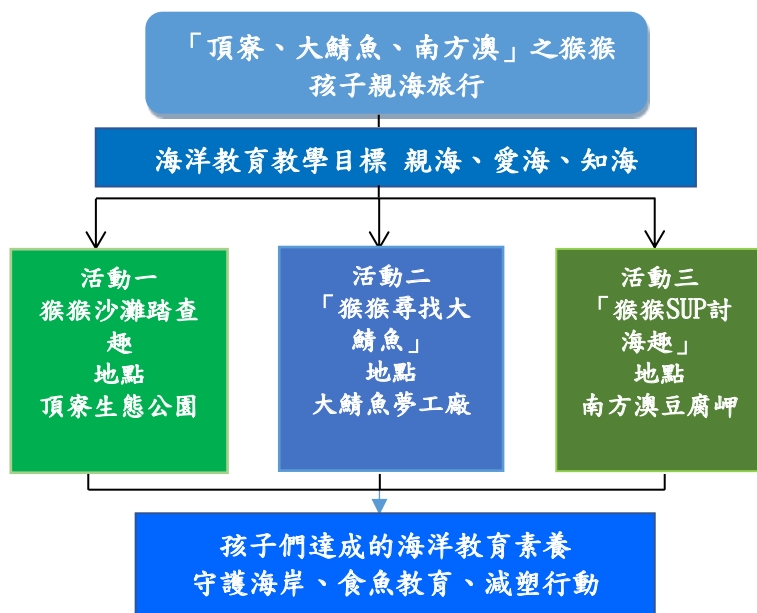 「頂寮、大鯖魚、南方澳」之猴猴
孩子親海旅行
海洋教育教學目標 親海、愛海、知海
活動一
猴猴沙灘踏查
趣
地點
頂寮生態公園
活動二
「猴猴尋找大
鯖魚」
地點
大鯖魚夢工廠
活動三
「猴猴SUP討
海趣」
地點
南方澳豆腐岬
孩子們達成的海洋教育素養
守護海岸、食魚教育、減塑行動